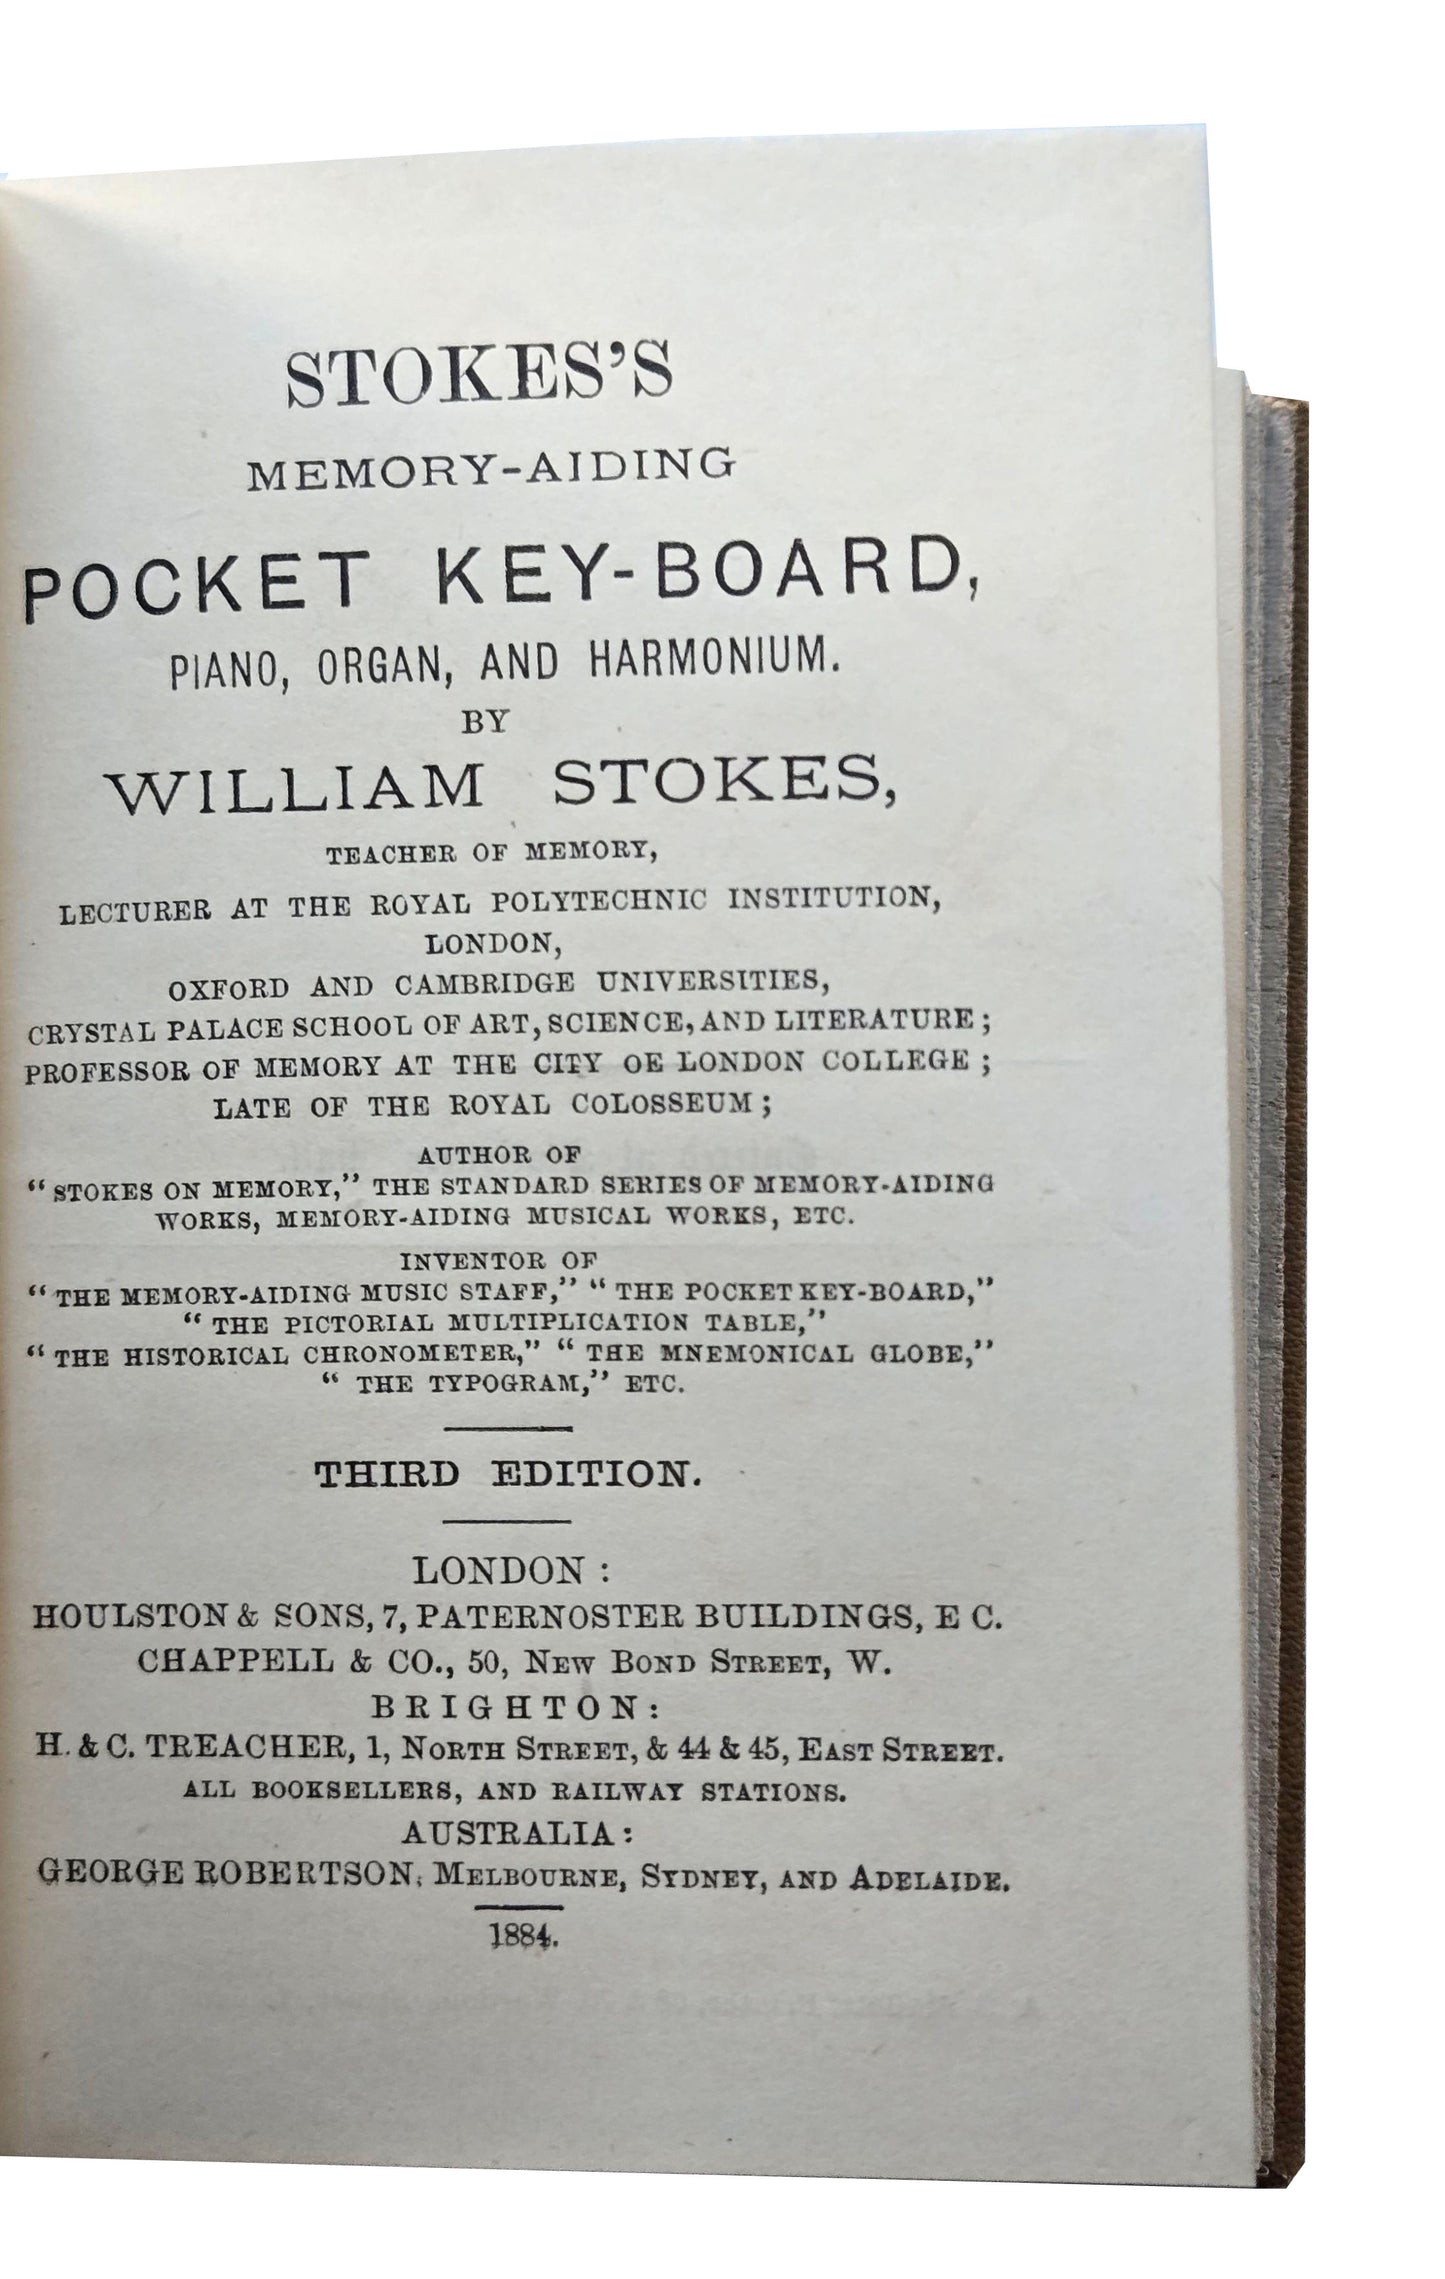 STOKES'S
MEMORY-AIDING
POCKET KEY-BOARD,
PIANO, ORGAN, AND HARMONIUM.
BY
WILLIAM STOKES,
TEACHER OF MEMORY,
LECTURER AT THE ROYAL POLYTECHNIC INSTITUTION,
LONDON,
OXFORD AND CAMBRIDGE UNIVERSITIES,
CRYSTAL PALACE SCHOOL OF ART, SCIENCE, AND LITERATURE;
PROFESSOR OF MEMORY AT THE CITY OE LONDON COLLEGE;
LATE OF THE ROYAL COLOSSEUM;
AUTHOR OF
"STOKES ON MEMORY," THE STANDARD SERIES OF MEMORY-AIDING
WORKS, MEMORY-AIDING MUSICAL WORKS, ETC.
INVENTOR OF
"THE MEMORY-AIDING MUSIC STAFF," "THE POCKET KEY-BOARD,"
"THE PICTORIAL MULTIPLICATION TABLE,"
"THE HISTORICAL CHRONOMETER," "THE MNEMONICAL GLOBE,"
"THE TYPOGRAM," ETC.
THIRD EDITION.
LONDON:
HOULSTON & SONS, 7, PATERNOSTER BUILDINGS, E C.
CHAPPELL & CO., 50, NEW BOND STREET, W.
BRIGHTON:
H. & C. TREACHER, 1, NORTH STREET, & 44 & 45, EAST STREET.
ALL BOOKSELLERS, AND RAILWAY STATIONS.
AUSTRALIA:
GEORGE ROBERTSON, MELBOURNE, SYDNEY, AND ADELAIDE.
1884.